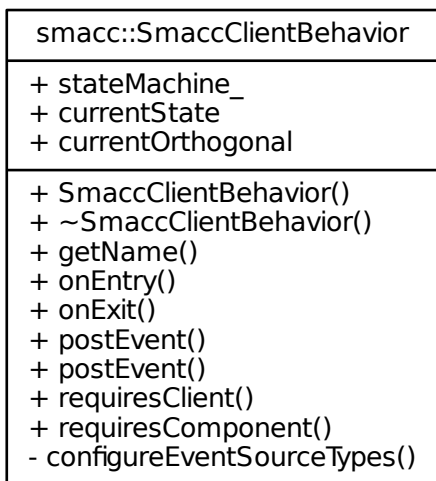 smacc::SmaccClientBehavior
+ stateMachine_
+ currentState
+ currentOrthogonal
+ SmaccClientBehavior()
+ ~SmaccClientBehavior()
+ getName()
+ onEntry()
+ onExit()
+ postEvent()
+ postEvent()
+ requiresClient()
+ requiresComponent()
- configureEventSourceTypes()